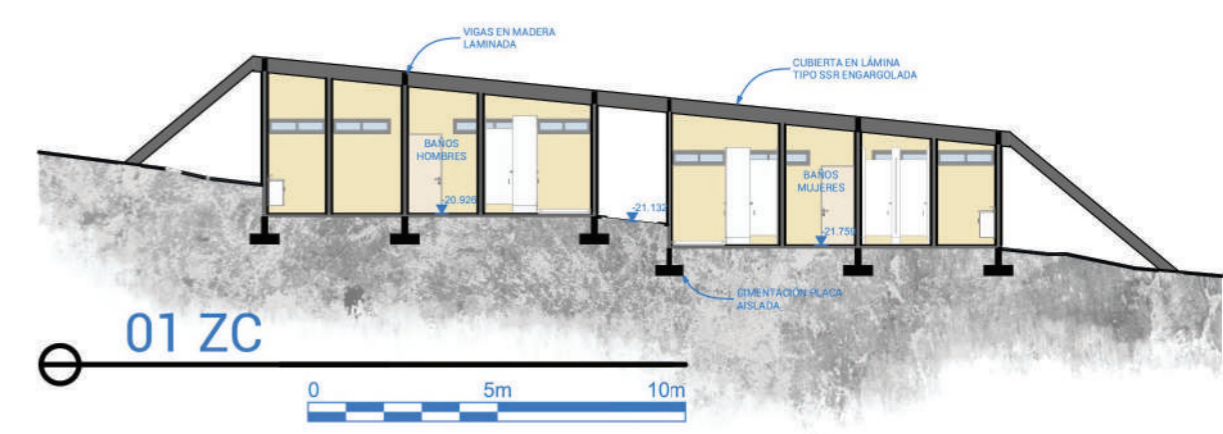 VIGAS EN MADERA
LAMINADA
CUBIERTA EN LÁMINA
TIPO SSR ENGARGOLADA
BAÑOS
HOMBRES
-20.926
-21.132
BAÑOS
MUJERES
-21.759
CIMENTACIÓN PLACA
AISLADA
01 ZC
0
5m
10m